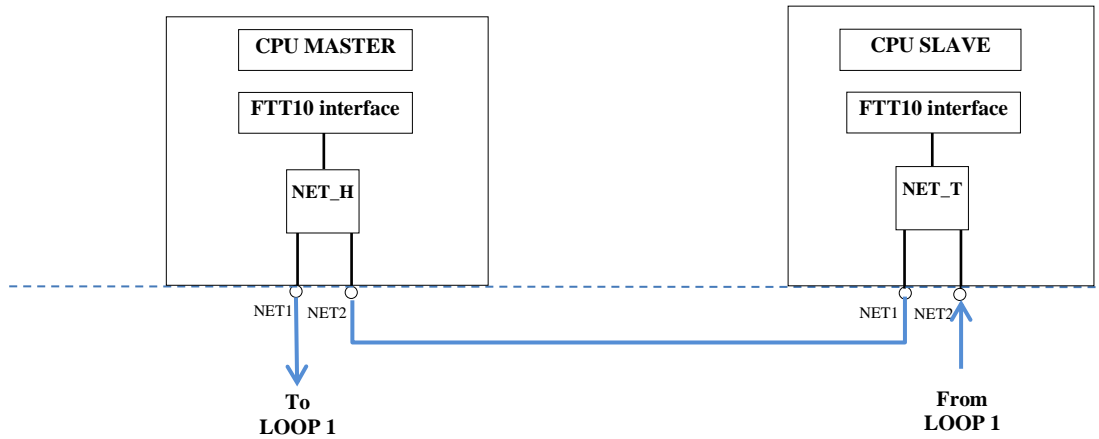 CPU MASTER
CPU SLAVE
FTT10 interface
FTT10 interface
NET_H
NET_T
NET1
NET2
NET1
NET2
To
LOOP 1
From
LOOP 1